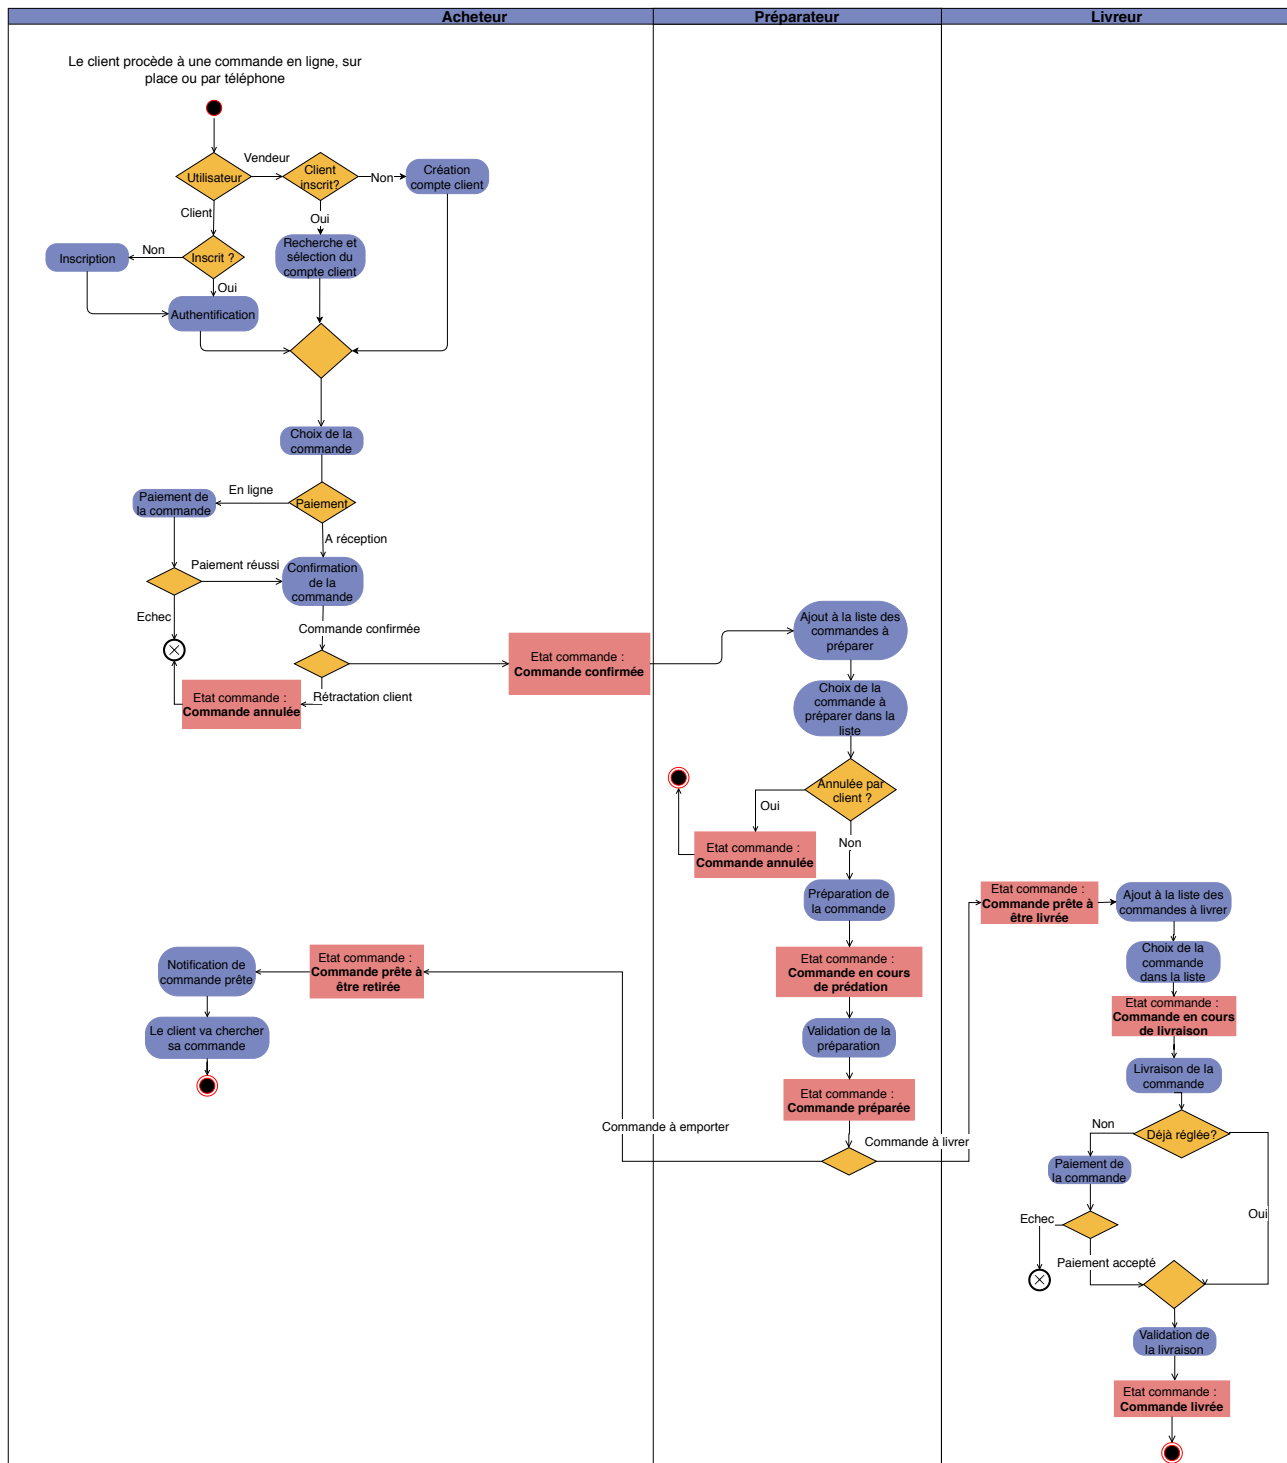 Acheteur
Préparateur
Livreur
Le client procède à une commande en ligne, sur
place ou par téléphone
Utilisateur
Vendeur
Client
inscrit?
Non
Création
compte client
Client
Oui
Inscrit ?
Non
Inscription
Oui
Authentification
Recherche et
sélection du
compte client
Choix de la
commande
Paiement
En ligne
Paiement de
la commande
A réception
Paiement réussi
Confirmation
de la
commande
Echec
Commande confirmée
Rétractation client
Etat commande :
Commande annulée
Etat commande :
Commande confirmée
Ajout à la liste des
commandes à
préparer
Choix de la
commande à
préparer dans la
liste
Annulée par
client ?
Oui
Non
Etat commande :
Commande annulée
Préparation de
la commande
Etat commande :
Commande en cours
de prédation
Validation de la
préparation
Etat commande :
Commande préparée
Commande à emporter
Commande à livrer
Etat commande :
Commande prête à
être retirée
Notification de
commande prête
Le client va chercher
sa commande
Etat commande :
Commande prête à
être livrée
Ajout à la liste des
commandes à livrer
Choix de la
commande
dans la liste
Etat commande :
Commande en cours
de livraison
Livraison de la
commande
Déjà réglée?
Non
Oui
Paiement de
la commande
Echec
Paiement accepté
Validation de
la livraison
Etat commande :
Commande livrée